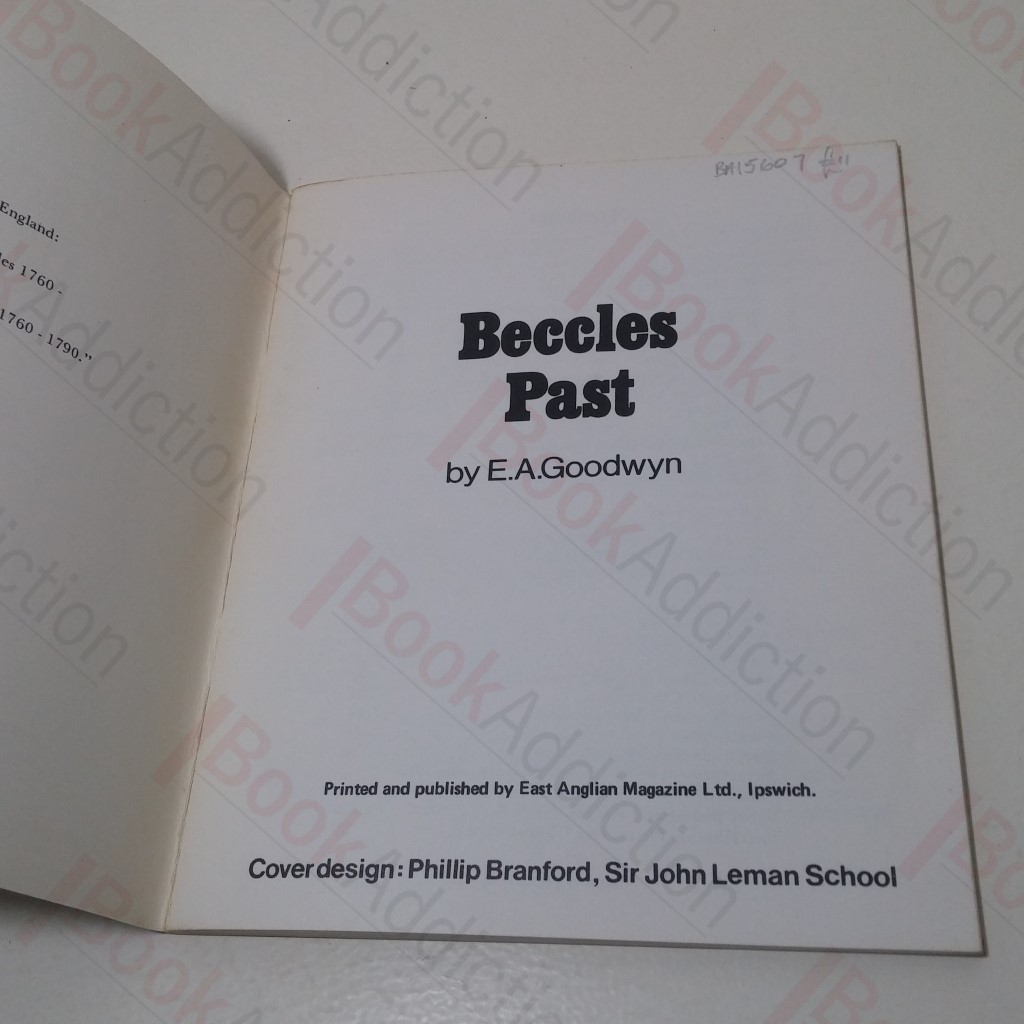 England:
les 1760 -
1760 - 1790."
BA15607 £11
Beccles
Past
by E.A.Goodwyn
Printed and published by East Anglian Magazine Ltd., Ipswich.
Cover design: Phillip Branford, Sir John Leman School
BookAddiction